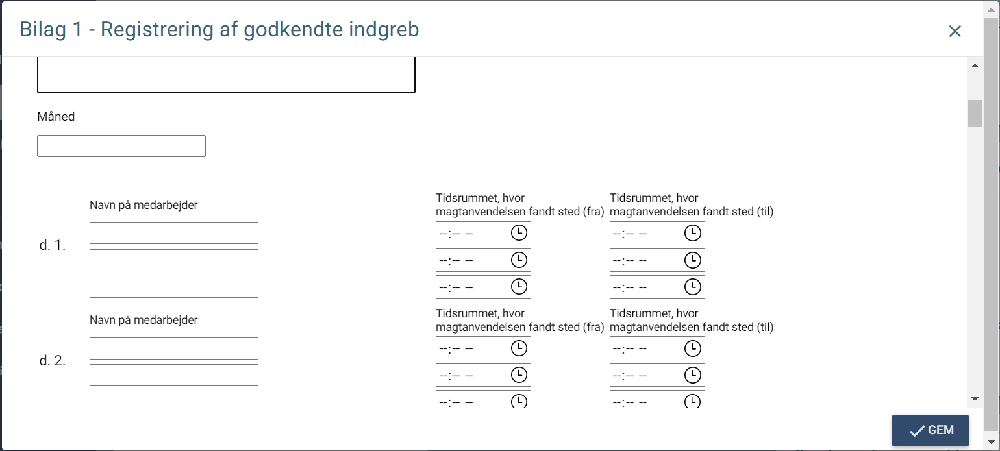 Bilag 1 - Registrering af godkendte indgreb
Måned
Navn på medarbejder
Tidsrummet, hvor
magtanvendelsen fandt sted (fra)
Tidsrummet, hvor
magtanvendelsen fandt sted (til)
d. 1.
--:-- --
--:-- --
--:-- --
--:-- --
--:-- --
--:-- --
Navn på medarbejder
Tidsrummet, hvor
magtanvendelsen fandt sted (fra)
Tidsrummet, hvor
magtanvendelsen fandt sted (til)
d. 2.
--:-- --
--:-- --
--:-- --
--:-- --
--:-- --
--:-- --
GEM